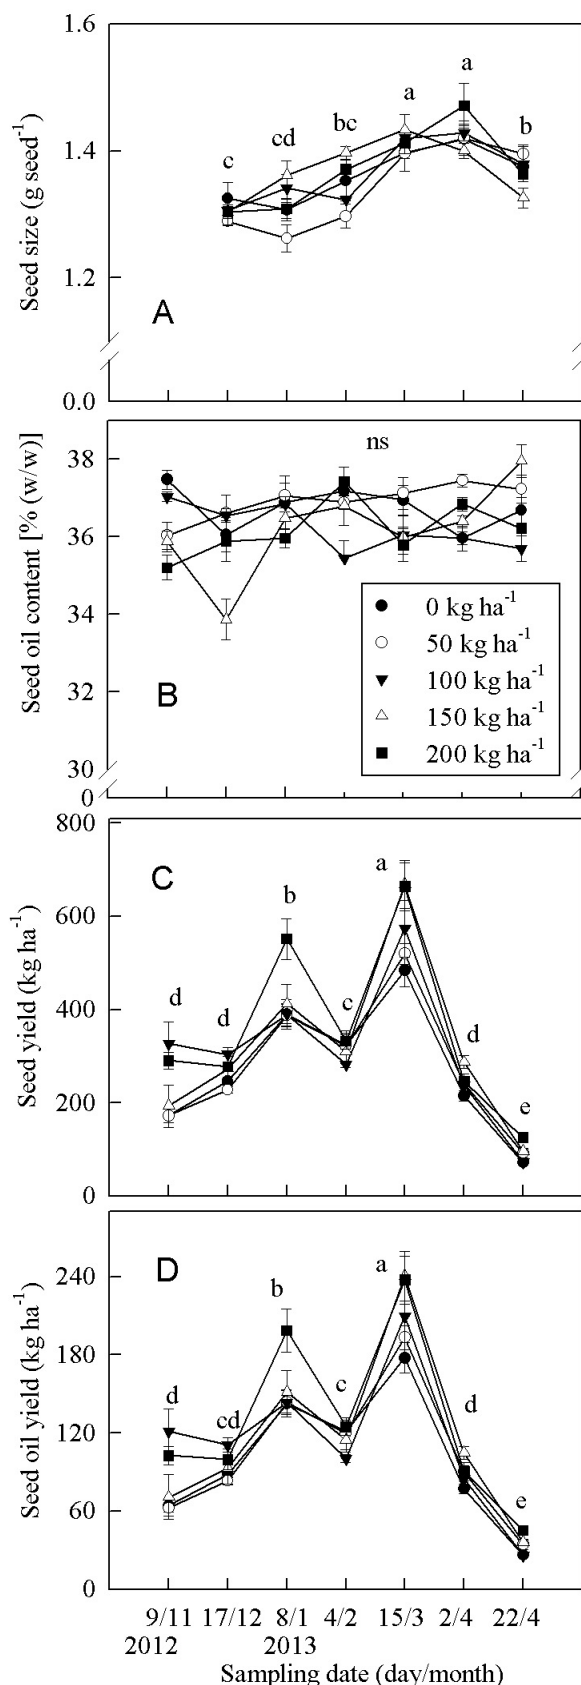 1.6
a
a
b
bc
cd
c
1.4
1.2
0.0
Seed size (g seed⁻¹)
A
ns
38
36
34
32
30
0
Seed oil content [% (w/w)]
B
0 kg ha⁻¹
50 kg ha⁻¹
100 kg ha⁻¹
150 kg ha⁻¹
200 kg ha⁻¹
800
600
400
200
0
Seed yield (kg ha⁻¹)
C
d
d
b
c
a
d
e
240
180
120
60
0
Seed oil yield (kg ha⁻¹)
D
d
cd
b
c
a
d
e
9/11 17/12 8/1 4/2 15/3 2/4 22/4
2012 2013
Sampling date (day/month)